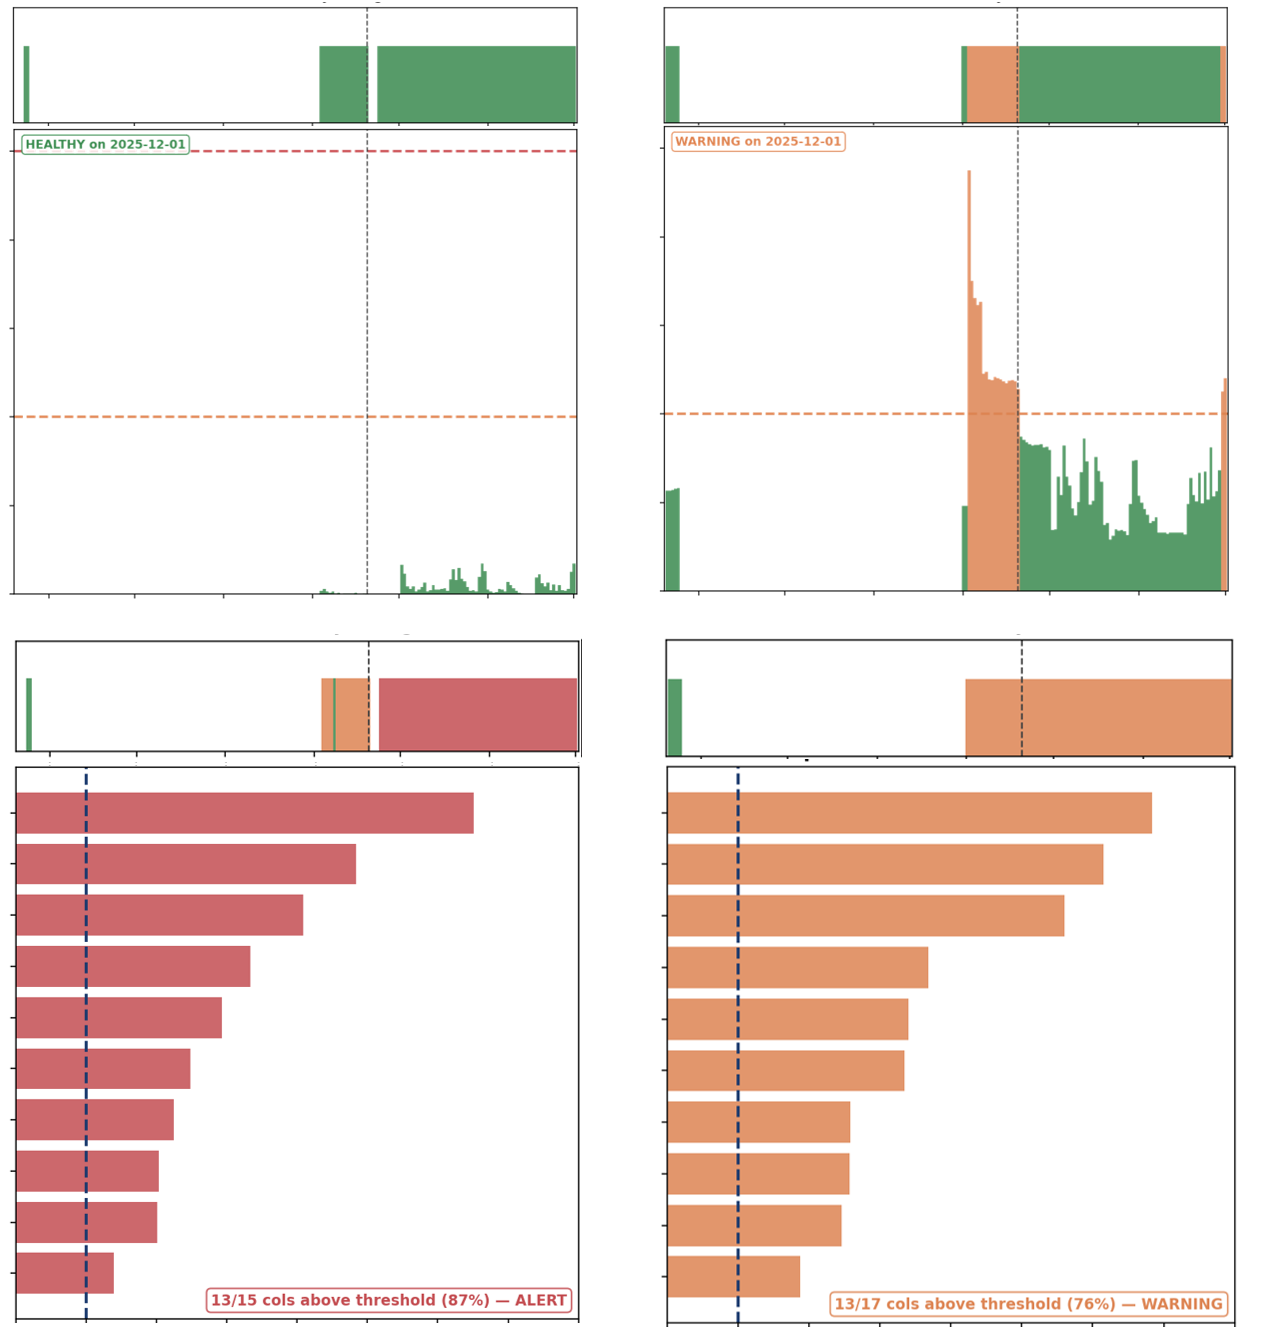 HEALTHY on 2025-12-01
WARNING on 2025-12-01
13/15 cols above threshold (87%) — ALERT
13/17 cols above threshold (76%) — WARNING